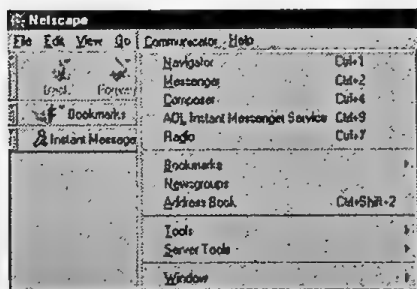 Netscape
File Edit View Go Communicator Help
Navigator Ctrl+1
Messenger Ctrl+2
Composer Ctrl+4
AOL Instant Messenger Service Ctrl+9
Radio Ctrl+7
Back Forward
Bookmarks
Instant Message
Bookmarks
Newsgroups
Address Book Ctrl+Shift+2
Tools
Server Tools
Window